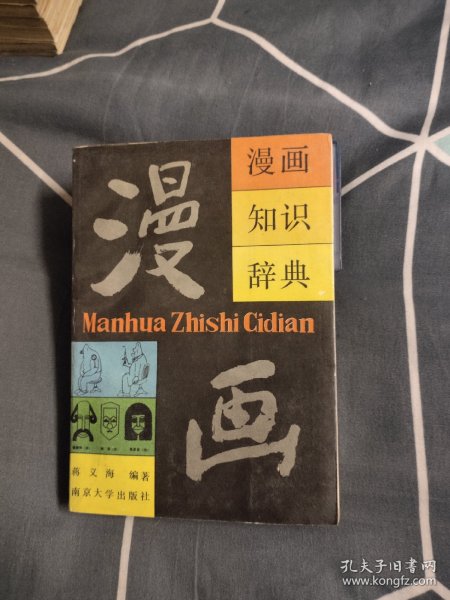 漫画
知识
辞典
漫
Manhua Zhishi Cidian
画
蒋义海 编著
南京大学出版社
孔夫子旧书网
www.kongfz.com